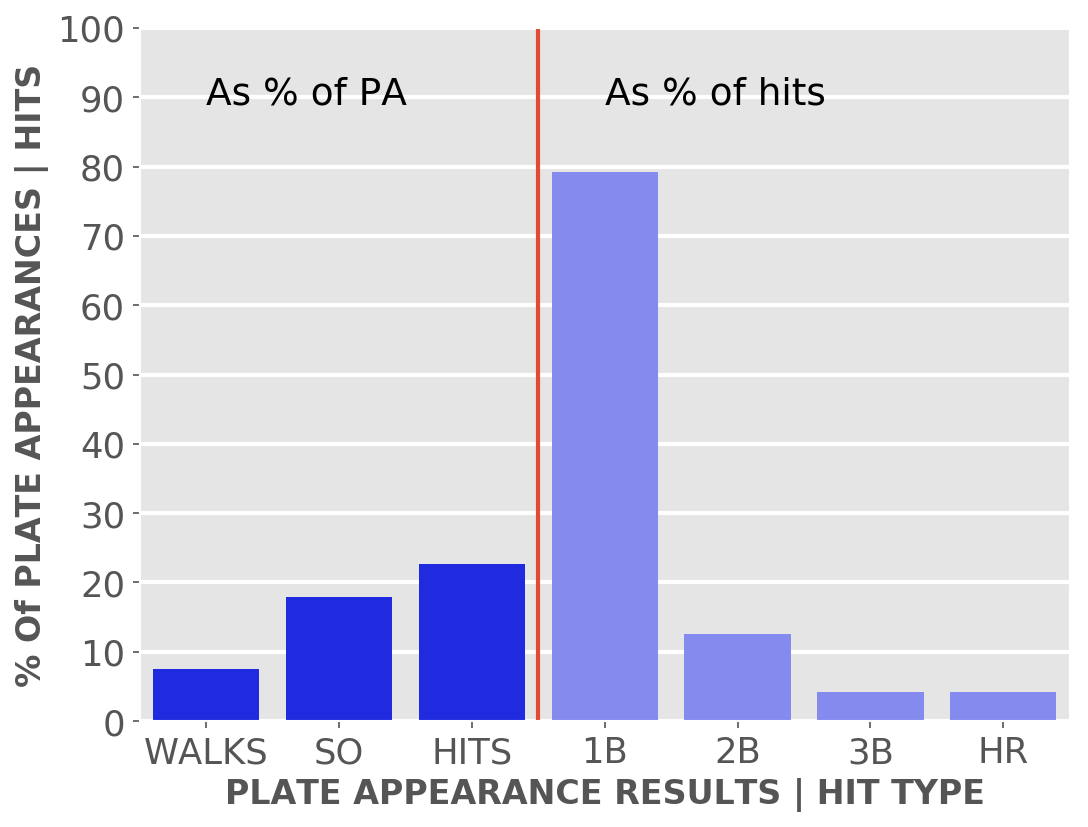 % Of PLATE APPEARANCES | HITS
100
90
80
70
60
50
40
30
20
10
0
As % of PA
As % of hits
WALKS SO HITS 1B 2B 3B HR
PLATE APPEARANCE RESULTS | HIT TYPE